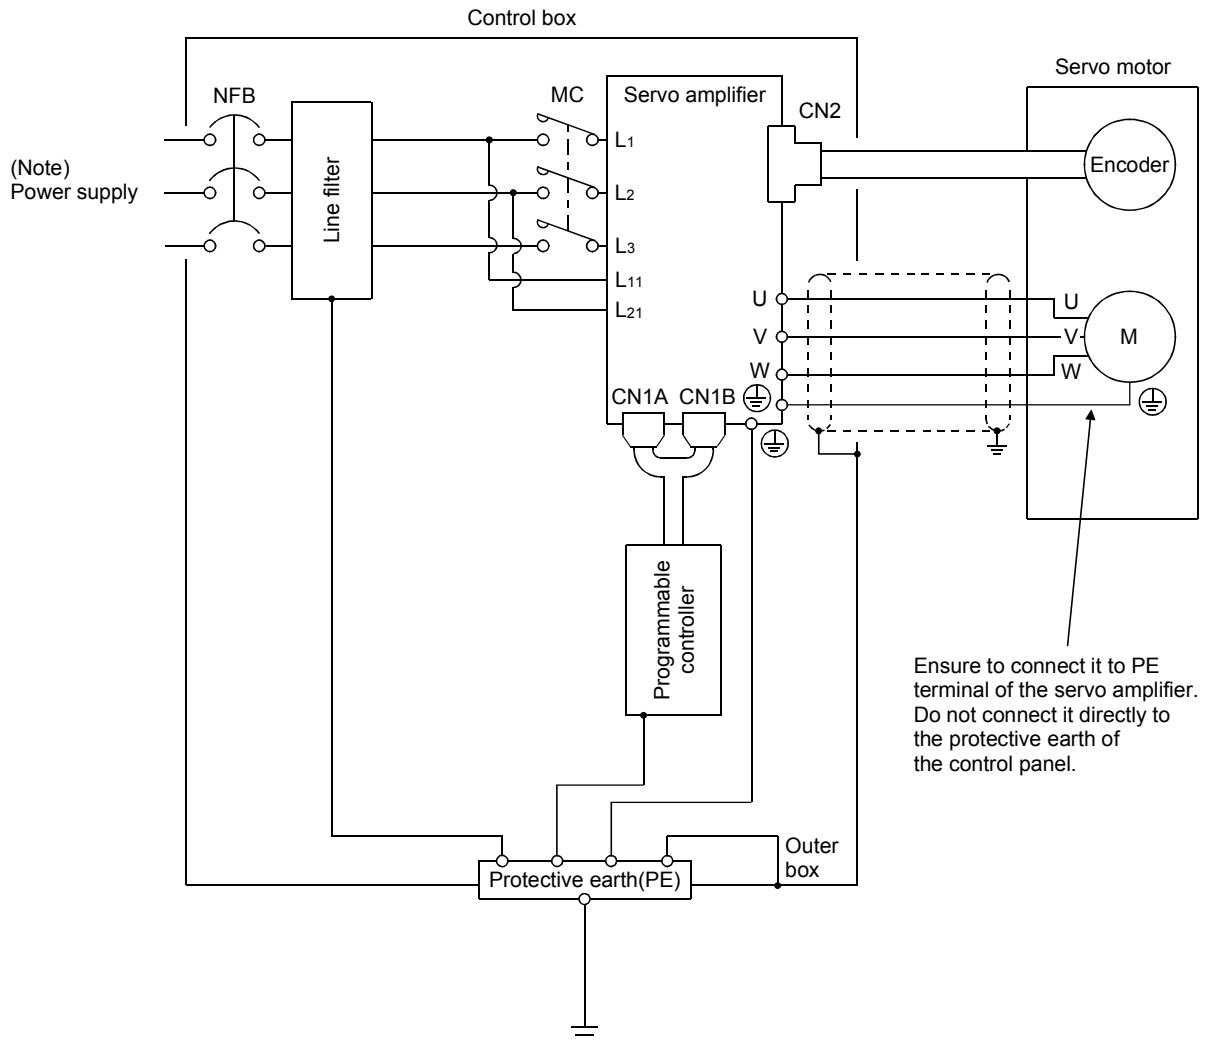 Control box
Servo motor
NFB
MC
Servo amplifier
CN2
(Note)
Power supply
Line filter
L1
L2
L3
L11
L21
Encoder
U
V
W
U
V
W
M
CN1A
CN1B
Programmable
controller
Ensure to connect it to PE
terminal of the servo amplifier.
Do not connect it directly to
the protective earth of
the control panel.
Outer
box
Protective earth(PE)